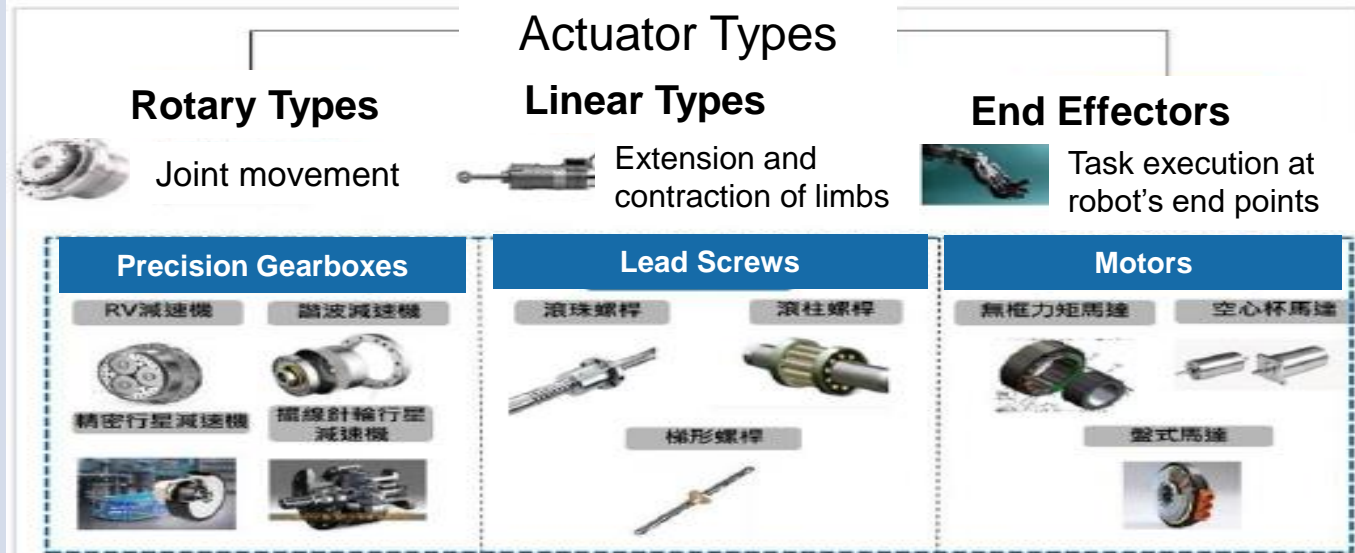 Actuator Types
Rotary Types
Linear Types
End Effectors
Joint movement
Extension and
contraction of limbs
Task execution at
robot's end points
Precision Gearboxes
Lead Screws
Motors
RV減速機
諧波減速機
滾珠螺桿
滾柱螺桿
無框力矩馬達
空心杯馬達
精密行星減速機
擺線針輪行星
減速機
梯形螺桿
盤式馬達